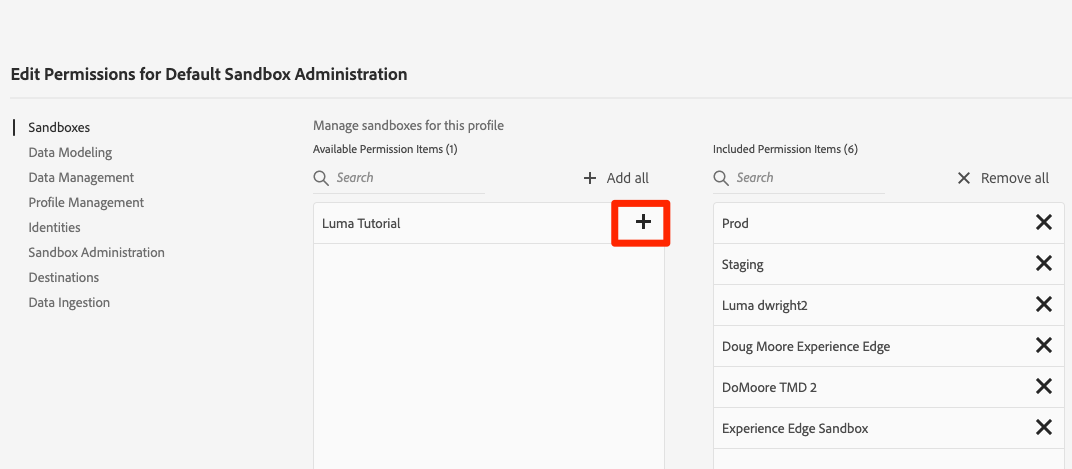 Edit Permissions for Default Sandbox Administration
Sandboxes
Data Modeling
Data Management
Profile Management
Identities
Sandbox Administration
Destinations
Data Ingestion
Manage sandboxes for this profile
Available Permission Items (1)
Search
Add all
Luma Tutorial
Included Permission Items (6)
Search
Remove all
Prod
Staging
Luma dwright2
Doug Moore Experience Edge
DoMoore TMD 2
Experience Edge Sandbox